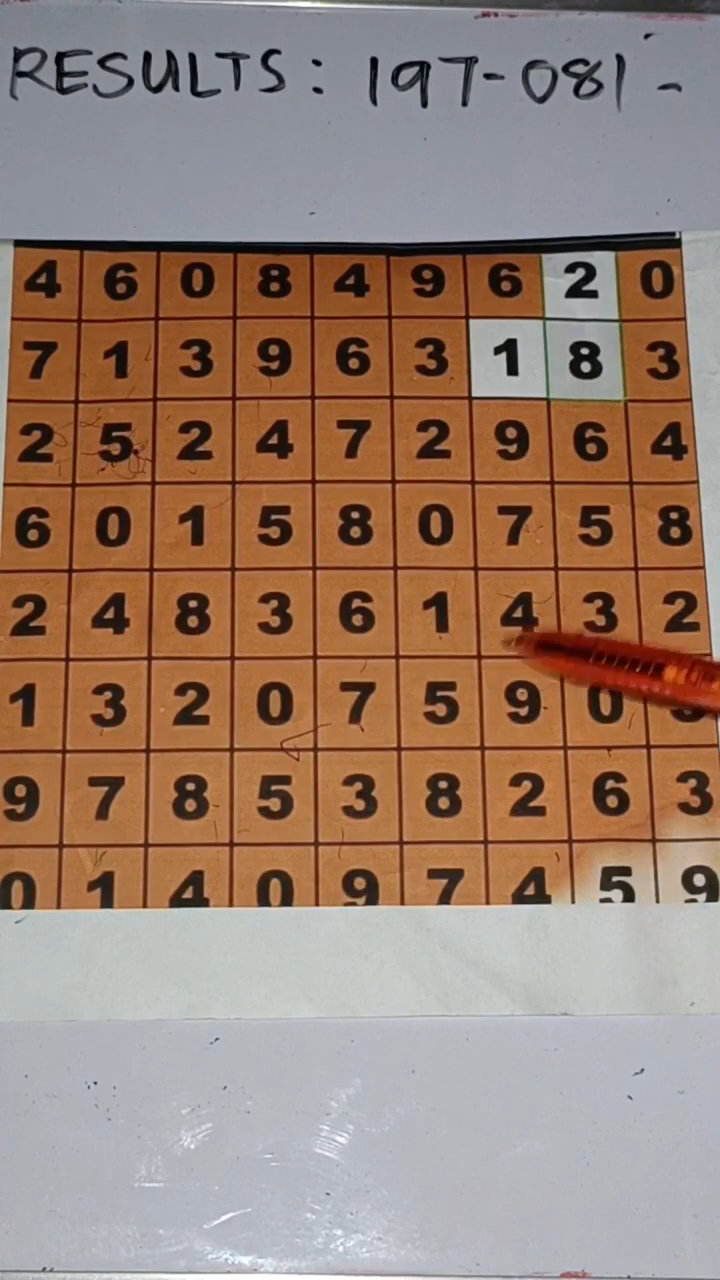 RESULTS: 197-081-
4 6 0 8 4 9 6 2 0
7 1 3 9 6 3 1 8 3
2 5 2 4 7 2 9 6 4
6 0 1 5 8 0 7 5 8
2 4 8 3 6 1 4 3 2
1 3 2 0 7 5 9 0
9 7 8 5 3 8 2 6 3
0 1 4 0 9 7 4 5 9